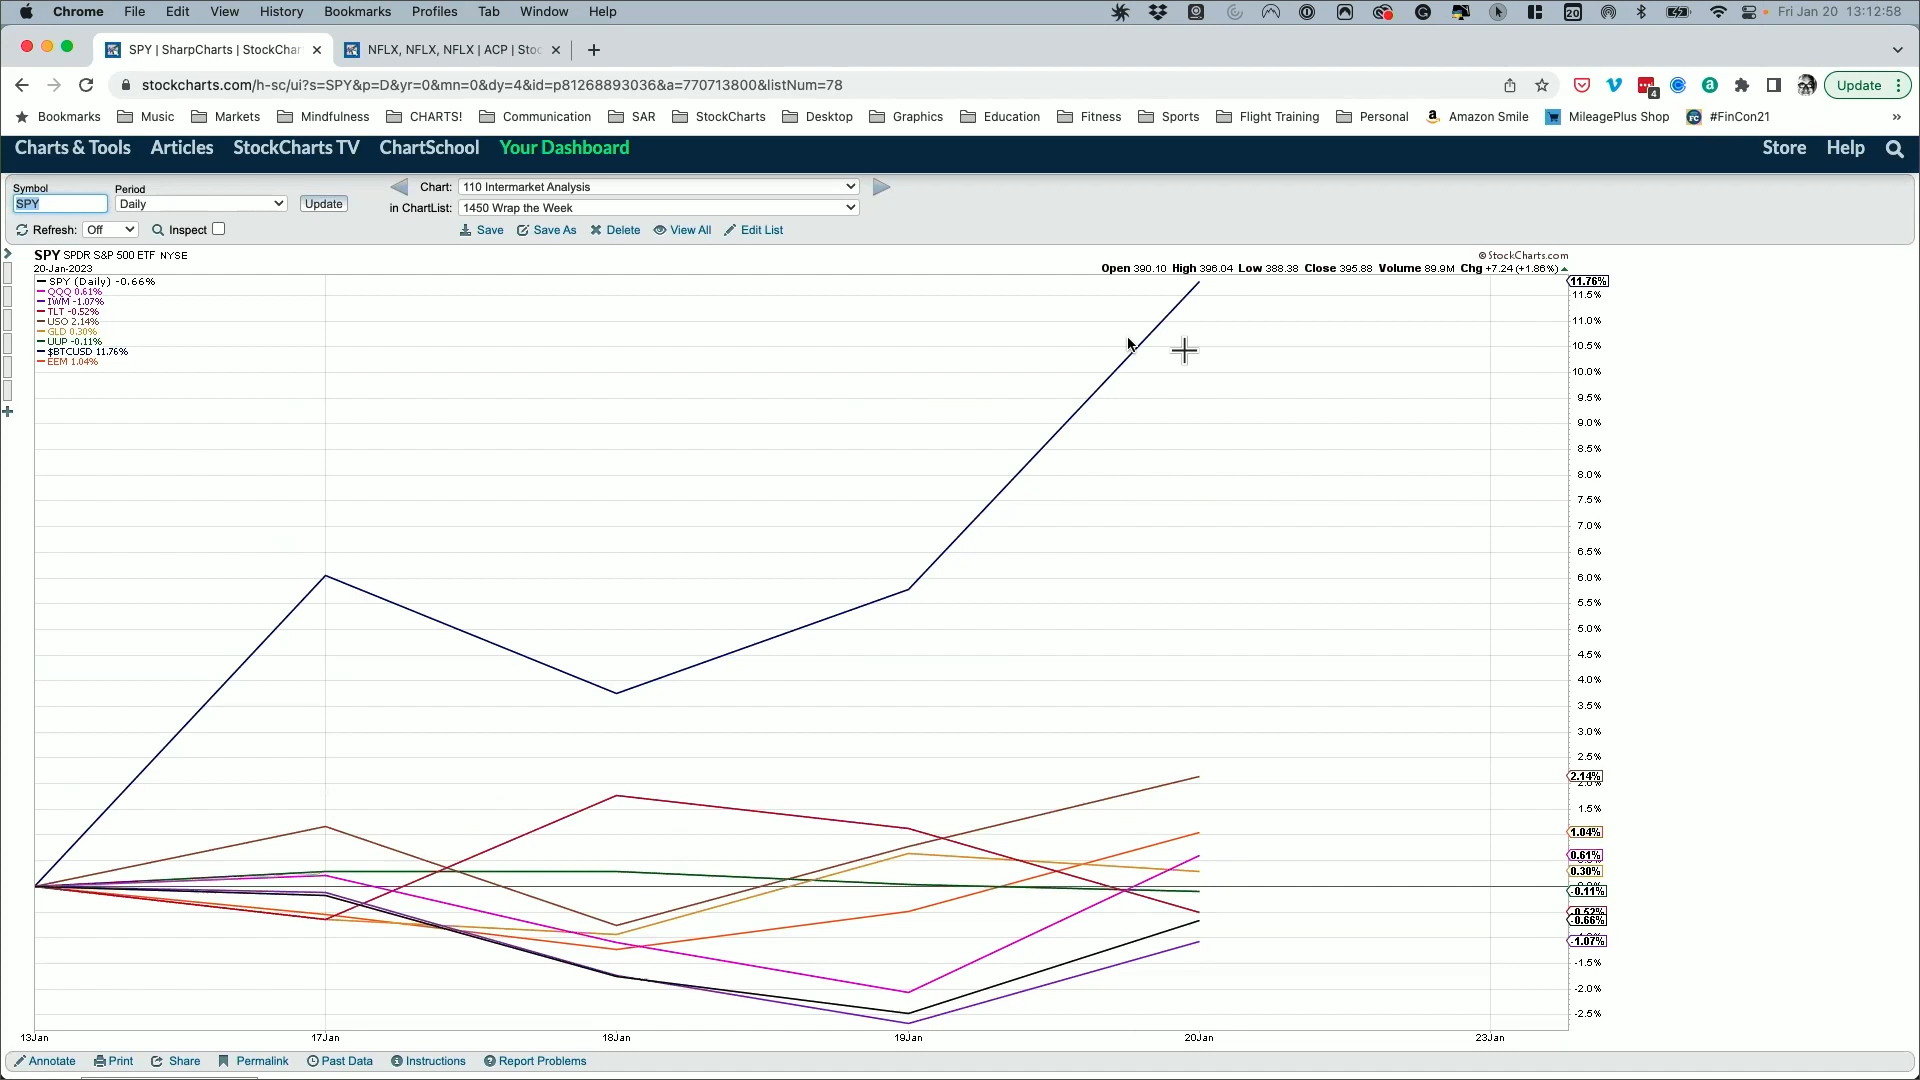 Chrome File Edit View History Bookmarks Profiles Tab Window Help 20 Fri Jan 20 13:12:58
SPY | SharpCharts | StockChar NFLX, NFLX, NFLX | ACP | Stoc
stockcharts.com/h-sc/ui?s=SPY&p=D&yr=0&mn=0&dy=4&id=p81268893036&a=770713800&listNum=78 4 Update
Bookmarks Music Markets Mindfulness CHARTS! Communication SAR StockCharts Desktop Graphics Education Fitness Sports Flight Training Personal Amazon Smile MileagePlus Shop #FinCon21 »
Charts & Tools Articles StockCharts TV ChartSchool Your Dashboard Store Help
Symbol Period Chart: 110 Intermarket Analysis
SPY Daily Update in ChartList: 1450 Wrap the Week
Refresh: Off Inspect Save Save As Delete View All Edit List
SPY SPDR S&P 500 ETF NYSE © StockCharts.com
20-Jan-2023 Open 390.10 High 396.04 Low 388.38 Close 395.88 Volume 89.9M Chg +7.24 (+1.86%)
SPY (Daily) -0.66%
QQQ 0.61%
IWM -1.07%
TLT -0.52%
USO 2.14%
GLD 0.30%
UUP -0.11%
$BTCUSD 11.76%
EEM 1.04%
11.76%
11.5%
11.0%
10.5%
10.0%
9.5%
9.0%
8.5%
8.0%
7.5%
7.0%
6.5%
6.0%
5.5%
5.0%
4.5%
4.0%
3.5%
3.0%
2.5%
2.14%
2.0%
1.5%
1.04%
0.61%
0.30%
-0.11%
-0.52%
-0.66%
-1.07%
-1.5%
-2.0%
-2.5%
13Jan 17Jan 18Jan 19Jan 20Jan 23Jan
Annotate Print Share Permalink Past Data Instructions Report Problems